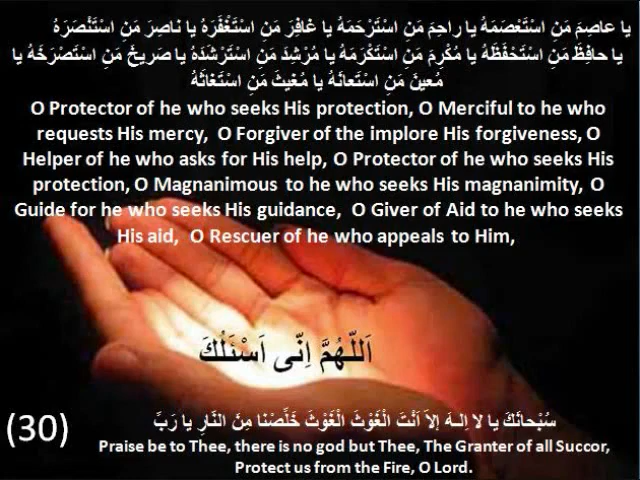 يا عاصِمَ مَنِ اسْتَعْصَمَهُ يا راحِمَ مَنِ اسْتَرْحَمَهُ يا غافِرَ مَنِ اسْتَغْفَرَهُ يا ناصِرَ مَنِ اسْتَنْصَرَهُ
يا حافِظَ مَنِ اسْتَحْفَظَهُ يا مُكْرِمَ مَنِ اسْتَكْرَمَهُ يا مُرْشِدَ مَنِ اسْتَرْشَدَهُ يا صَريخَ مَنِ اسْتَصْرَخَهُ يا
مُعينَ مَنِ اسْتَعانَهُ يا مُغيثَ مَنِ اسْتَغاثَهُ
O Protector of he who seeks His protection, O Merciful to he who
requests His mercy, O Forgiver of the implore His forgiveness, O
Helper of he who asks for His help, O Protector of he who seeks His
protection, O Magnanimous to he who seeks His magnanimity, O
Guide for he who seeks His guidance, O Giver of Aid to he who seeks
His aid, O Rescuer of he who appeals to Him,
اَللّهُمَّ اِنّى اَسْئَلُكَ
(30)
سُبْحانَكَ يا لا اِلـهَ اِلاّ اَنْتَ الْغَوْثَ الْغَوْثَ خَلِّصْنا مِنَ النّارِ يا رَبِّ
Praise be to Thee, there is no god but Thee, The Granter of all Succor,
Protect us from the Fire, O Lord.